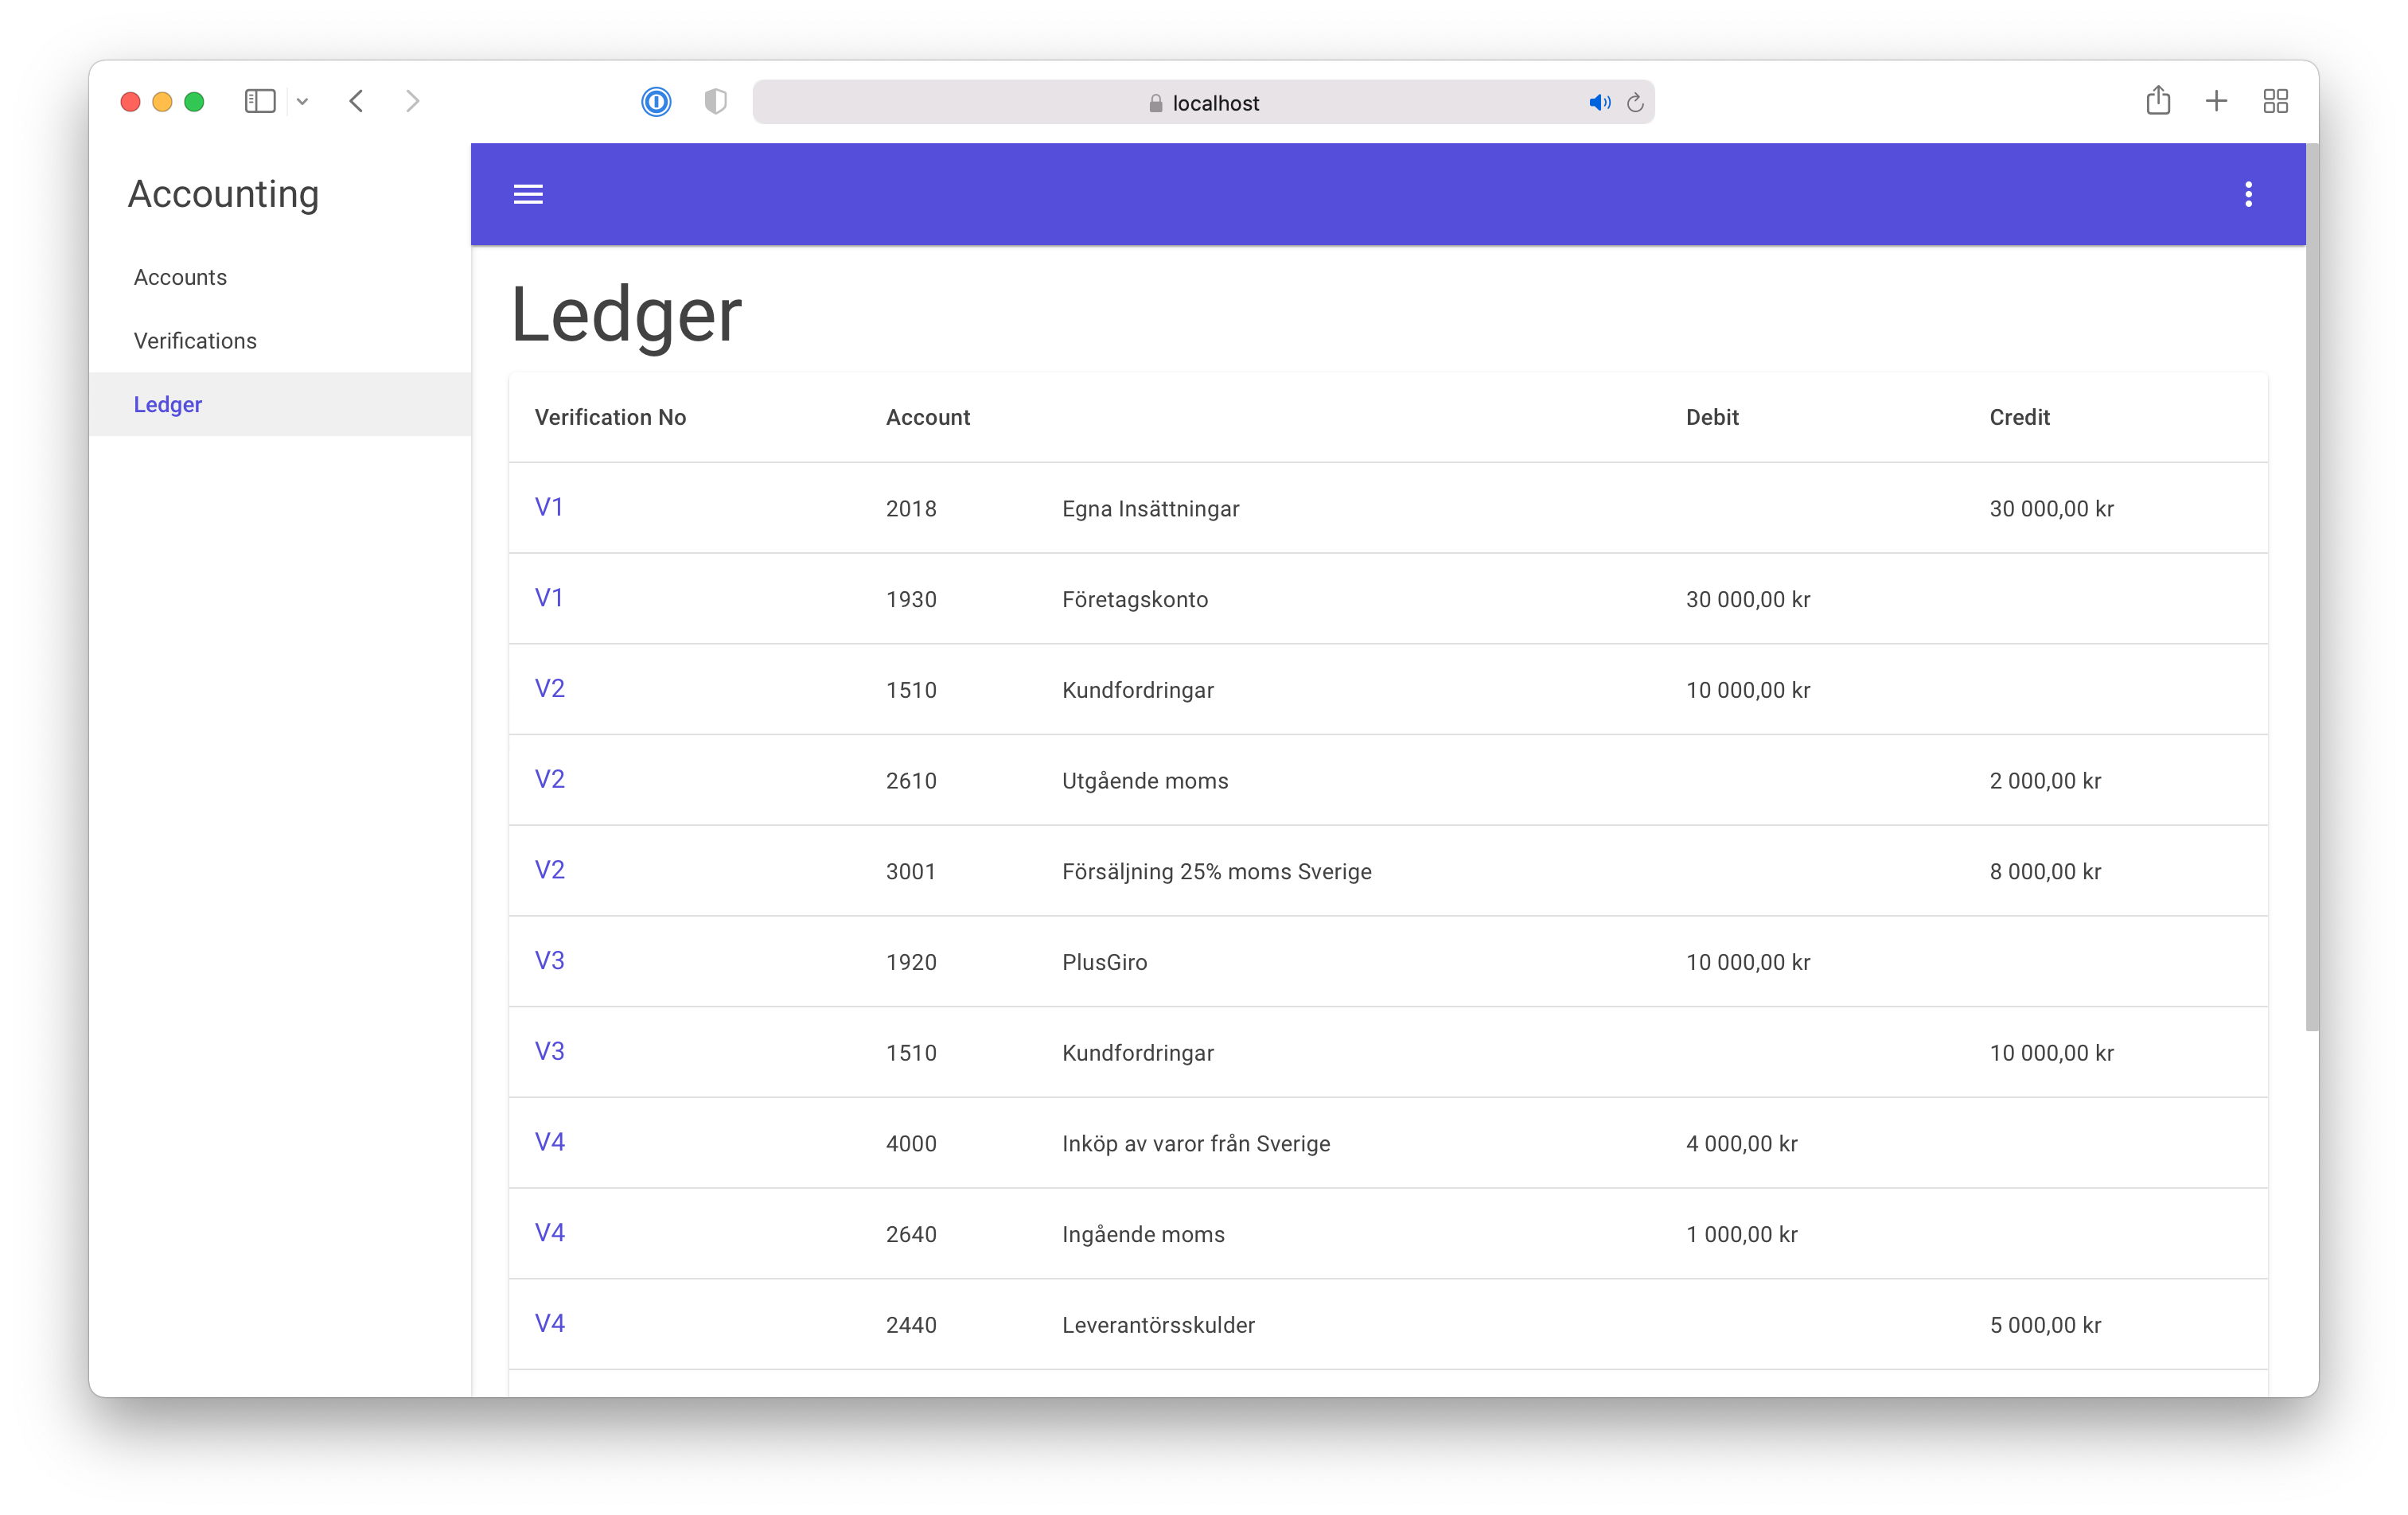 localhost
Accounting
Accounts
Verifications
Ledger
Ledger
Verification No Account Debit Credit
V1 2018 Egna Insättningar 30 000,00 kr
V1 1930 Företagskonto 30 000,00 kr
V2 1510 Kundfordringar 10 000,00 kr
V2 2610 Utgående moms 2 000,00 kr
V2 3001 Försäljning 25% moms Sverige 8 000,00 kr
V3 1920 PlusGiro 10 000,00 kr
V3 1510 Kundfordringar 10 000,00 kr
V4 4000 Inköp av varor från Sverige 4 000,00 kr
V4 2640 Ingående moms 1 000,00 kr
V4 2440 Leverantörsskulder 5 000,00 kr